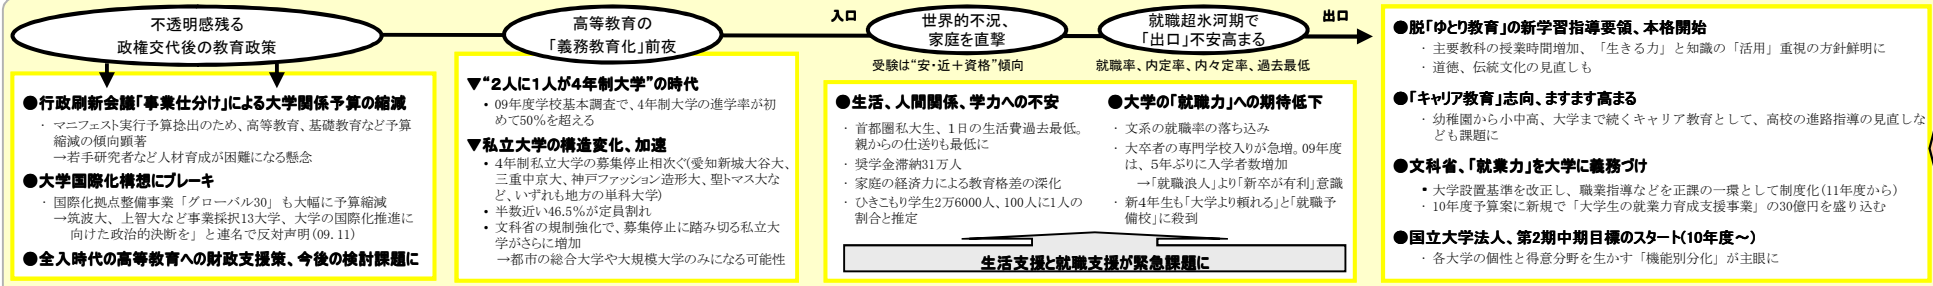 不透明感残る
政権交代後の教育政策
●行政刷新会議「事業仕分け」による大学関係予算の縮減
・ マニフェスト実行予算捻出のため、高等教育、基礎教育など予算
縮減の傾向顕著
→若手研究者など人材育成が困難になる懸念
●大学国際化構想にブレーキ
・ 国際化拠点整備事業「グローバル30」も大幅に予算縮減
→筑波大、上智大など事業採択13大学、大学の国際化推進に
向けた政治的決断を」と連名で反対声明(09.11)
●全入時代の高等教育への財政支援策、今後の検討課題に
高等教育の
「義務教育化」前夜
▼“2人に1人が4年制大学”の時代
• 09年度学校基本調査で、4年制大学の進学率が初
めて50%を超える
▼私立大学の構造変化、加速
• 4年制私立大学の募集停止相次ぐ(愛知新城大谷大、
三重中京大、神戸ファッション造形大、聖トマス大な
ど、いずれも地方の単科大学)
• 半数近い46.5%が定員割れ
• 文科省の規制強化で、募集停止に踏み切る私立大
学がさらに増加
→都市の総合大学や大規模大学のみになる可能性
入口
世界的不況、
家庭を直撃
受験は“安・近+資格”傾向
就職超氷河期で
「出口」不安高まる
就職率、内定率、内々定率、過去最低
出口
●生活、人間関係、学力への不安
・ 首都圏私大生、1日の生活費過去最低。
親からの仕送りも最低に
・ 奨学金滞納31万人
・ 家庭の経済力による教育格差の深化
・ ひきこもり学生2万6000人、100人に1人の
割合と推定
●大学の「就職力」への期待低下
・ 文系の就職率の落ち込み
・ 大卒者の専門学校入りが急増。09年度
は、5年ぶりに入学者数増加
→「就職浪人」より「新卒が有利」意識
・ 新4年生も「大学より頼れる」と「就職予
備校」に殺到
生活支援と就職支援が緊急課題に
●脱「ゆとり教育」の新学習指導要領、本格開始
・ 主要教科の授業時間増加、「生きる力」と知識の「活用」重視の方針鮮明に
・ 道徳、伝統文化の見直しも
●「キャリア教育」志向、ますます高まる
・ 幼稚園から小中高、大学まで続くキャリア教育として、高校の進路指導の見直しな
ども課題に
●文科省、「就業力」を大学に義務づけ
• 大学設置基準を改正し、職業指導などを正課の一環として制度化(11年度から)
・ 10年度予算案に新規で「大学生の就業力育成支援事業」の30億円を盛り込む
●国立大学法人、第2期中期目標のスタート(10年度~)
・ 各大学の個性と得意分野を生かす「機能別分化」が主眼に